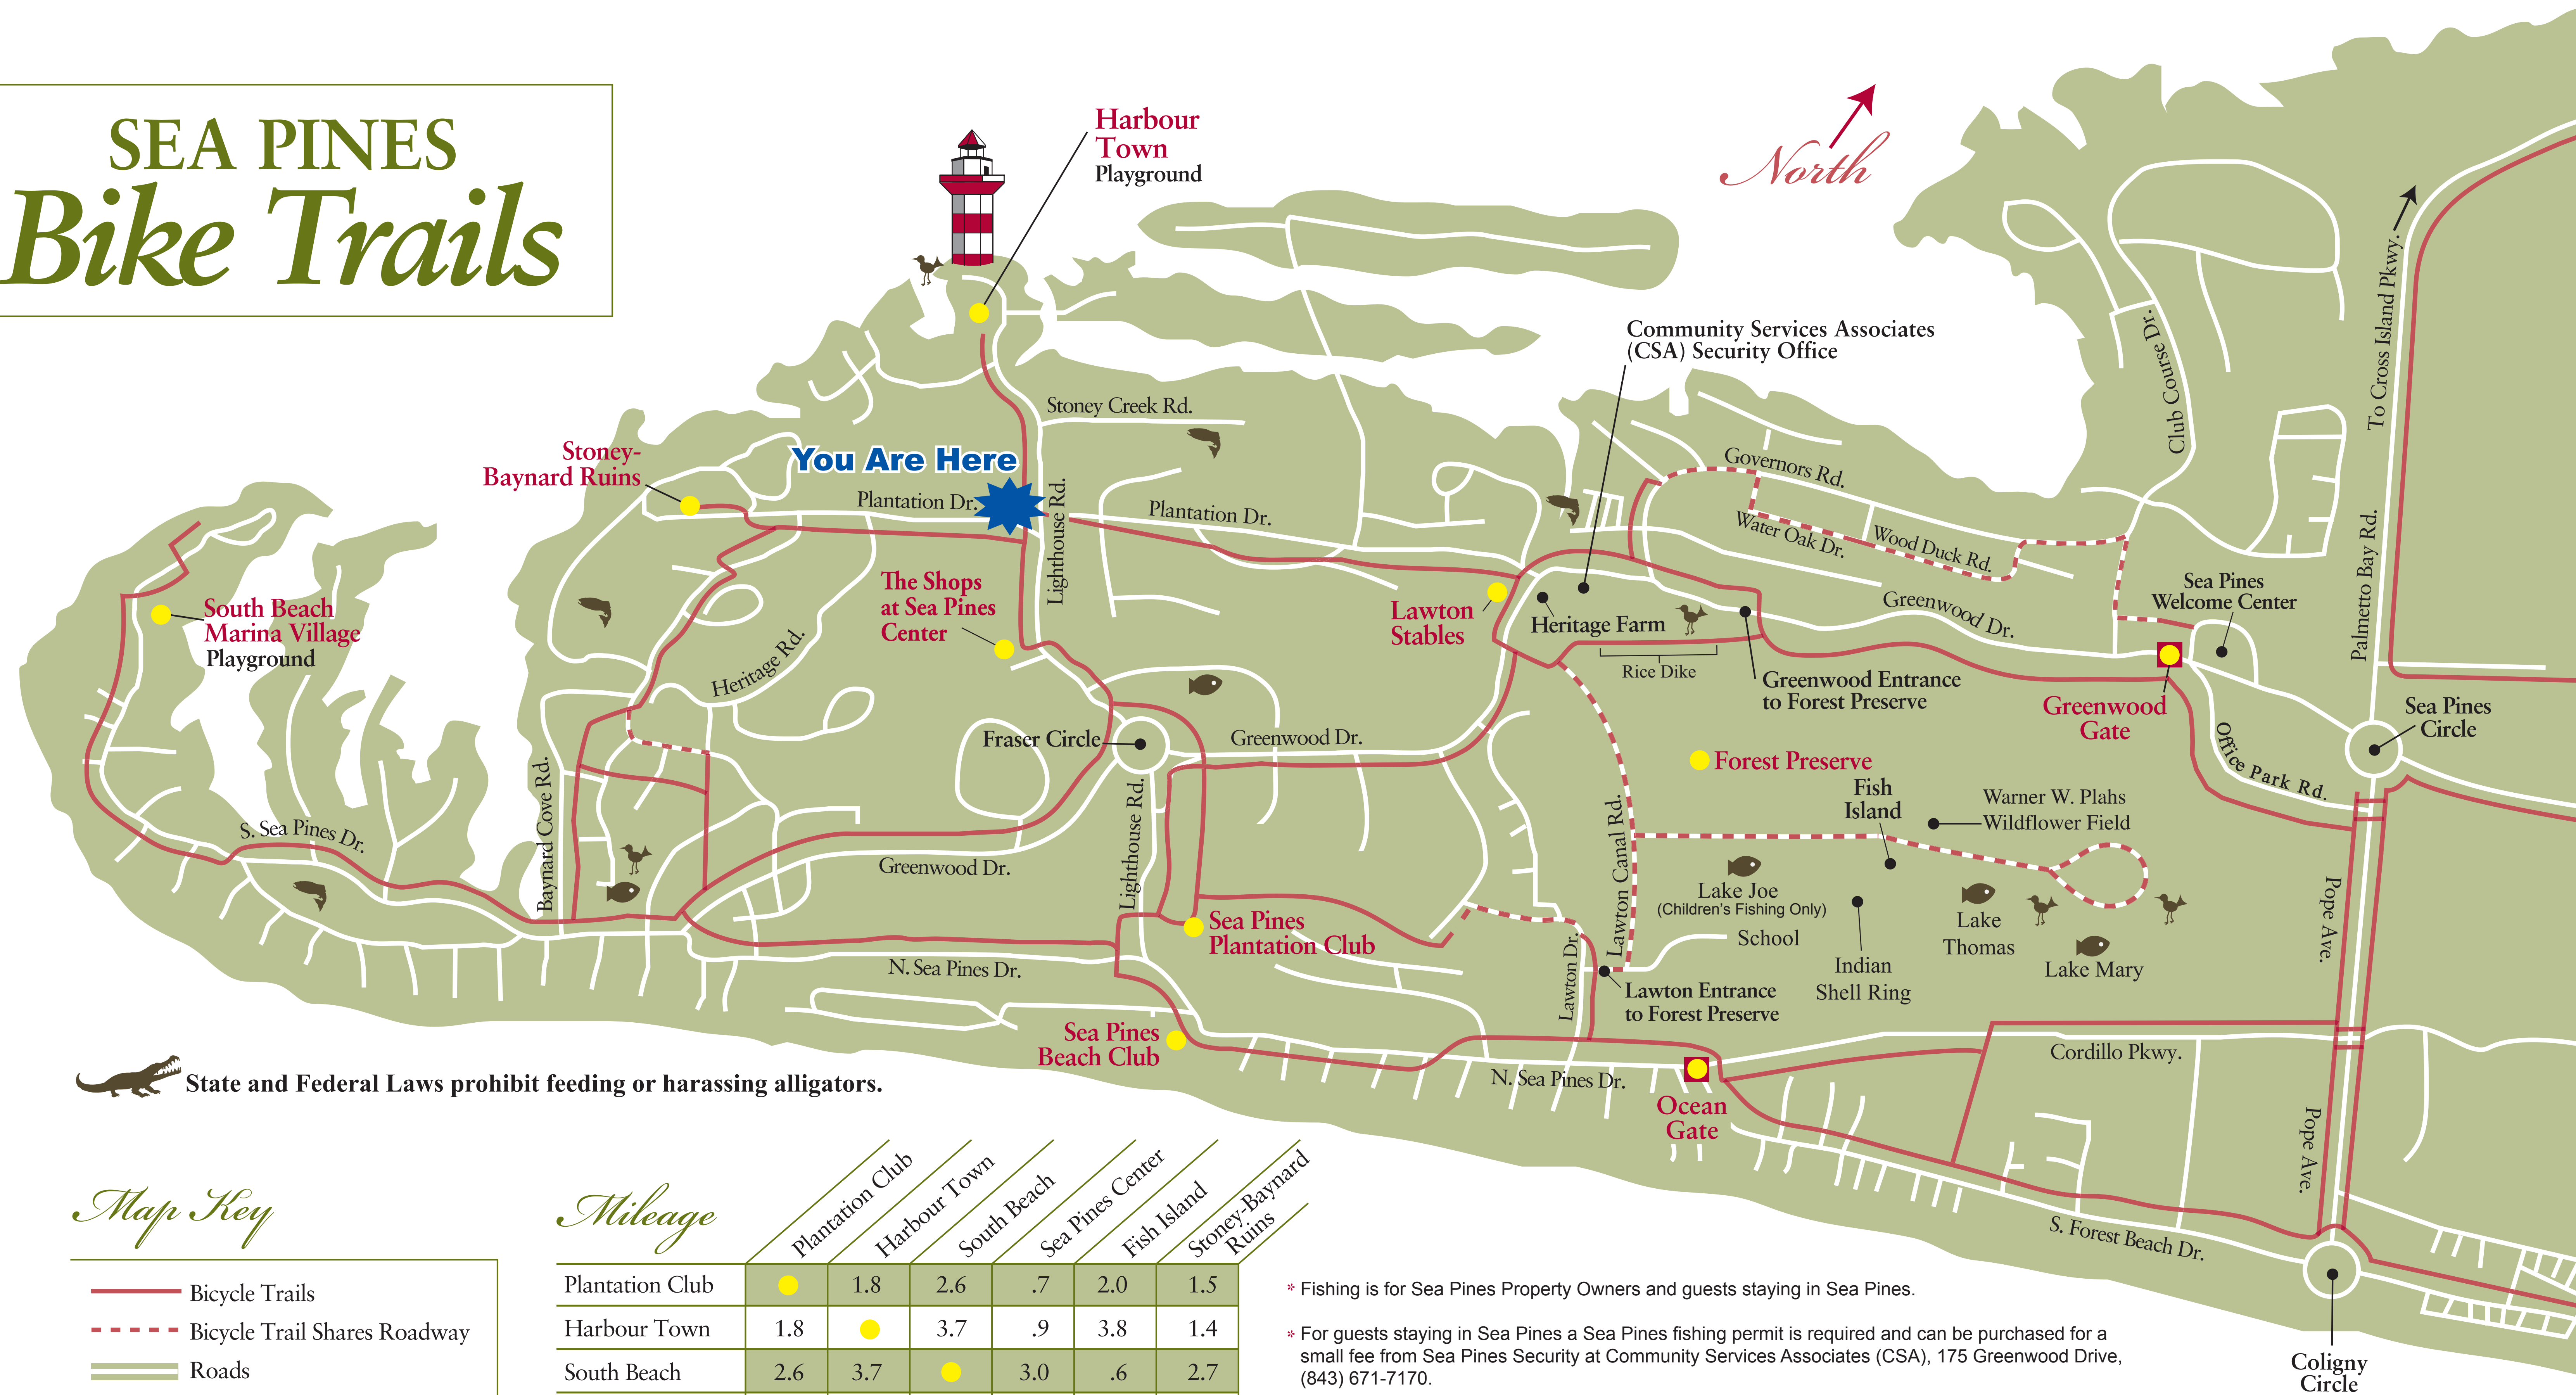 SEA PINES
Bike Trails
Harbour
Town
Playground
North
To Cross Island Pkwy.
Club Course Dr.
Community Services Associates
(CSA) Security Office
Stoney Creek Rd.
Stoney-
Baynard Ruins
You Are Here
Plantation Dr.
Lighthouse Rd.
Plantation Dr.
Governors Rd.
Water Oak Dr.
Wood Duck Rd.
Palmetto Bay Rd.
The Shops
at Sea Pines
Center
South Beach
Marina Village
Playground
Heritage Rd.
Lawton
Stables
Heritage Farm
Rice Dike
Greenwood Dr.
Sea Pines
Welcome Center
Greenwood Entrance
to Forest Preserve
Greenwood
Gate
Sea Pines
Circle
Office Park Rd.
Fraser Circle
Greenwood Dr.
Forest Preserve
Fish
Island
Warner W. Plahs
Wildflower Field
Baynard Cove Rd.
S. Sea Pines Dr.
Greenwood Dr.
Lighthouse Rd.
Lawton Canal Rd.
Lake Joe
(Children's Fishing Only)
Lake
Thomas
Lake Mary
Pope Ave.
Sea Pines
Plantation Club
School
Indian
Shell Ring
N. Sea Pines Dr.
Lawton Dr.
Lawton Entrance
to Forest Preserve
Sea Pines
Beach Club
N. Sea Pines Dr.
Cordillo Pkwy.
Ocean
Gate
Pope Ave.
S. Forest Beach Dr.
Coligny
Circle
State and Federal Laws prohibit feeding or harassing alligators.
Map Key
Bicycle Trails
Bicycle Trail Shares Roadway
Roads
Mileage
Plantation Club
Harbour Town
South Beach
Sea Pines Center
Fish Island
Stoney-Baynard
Ruins
Plantation Club 1.8 2.6 .7 2.0 1.5
Harbour Town 1.8 3.7 .9 3.8 1.4
South Beach 2.6 3.7 3.0 .6 2.7
* Fishing is for Sea Pines Property Owners and guests staying in Sea Pines.
* For guests staying in Sea Pines a Sea Pines fishing permit is required and can be purchased for a
small fee from Sea Pines Security at Community Services Associates (CSA), 175 Greenwood Drive,
(843) 671-7170.